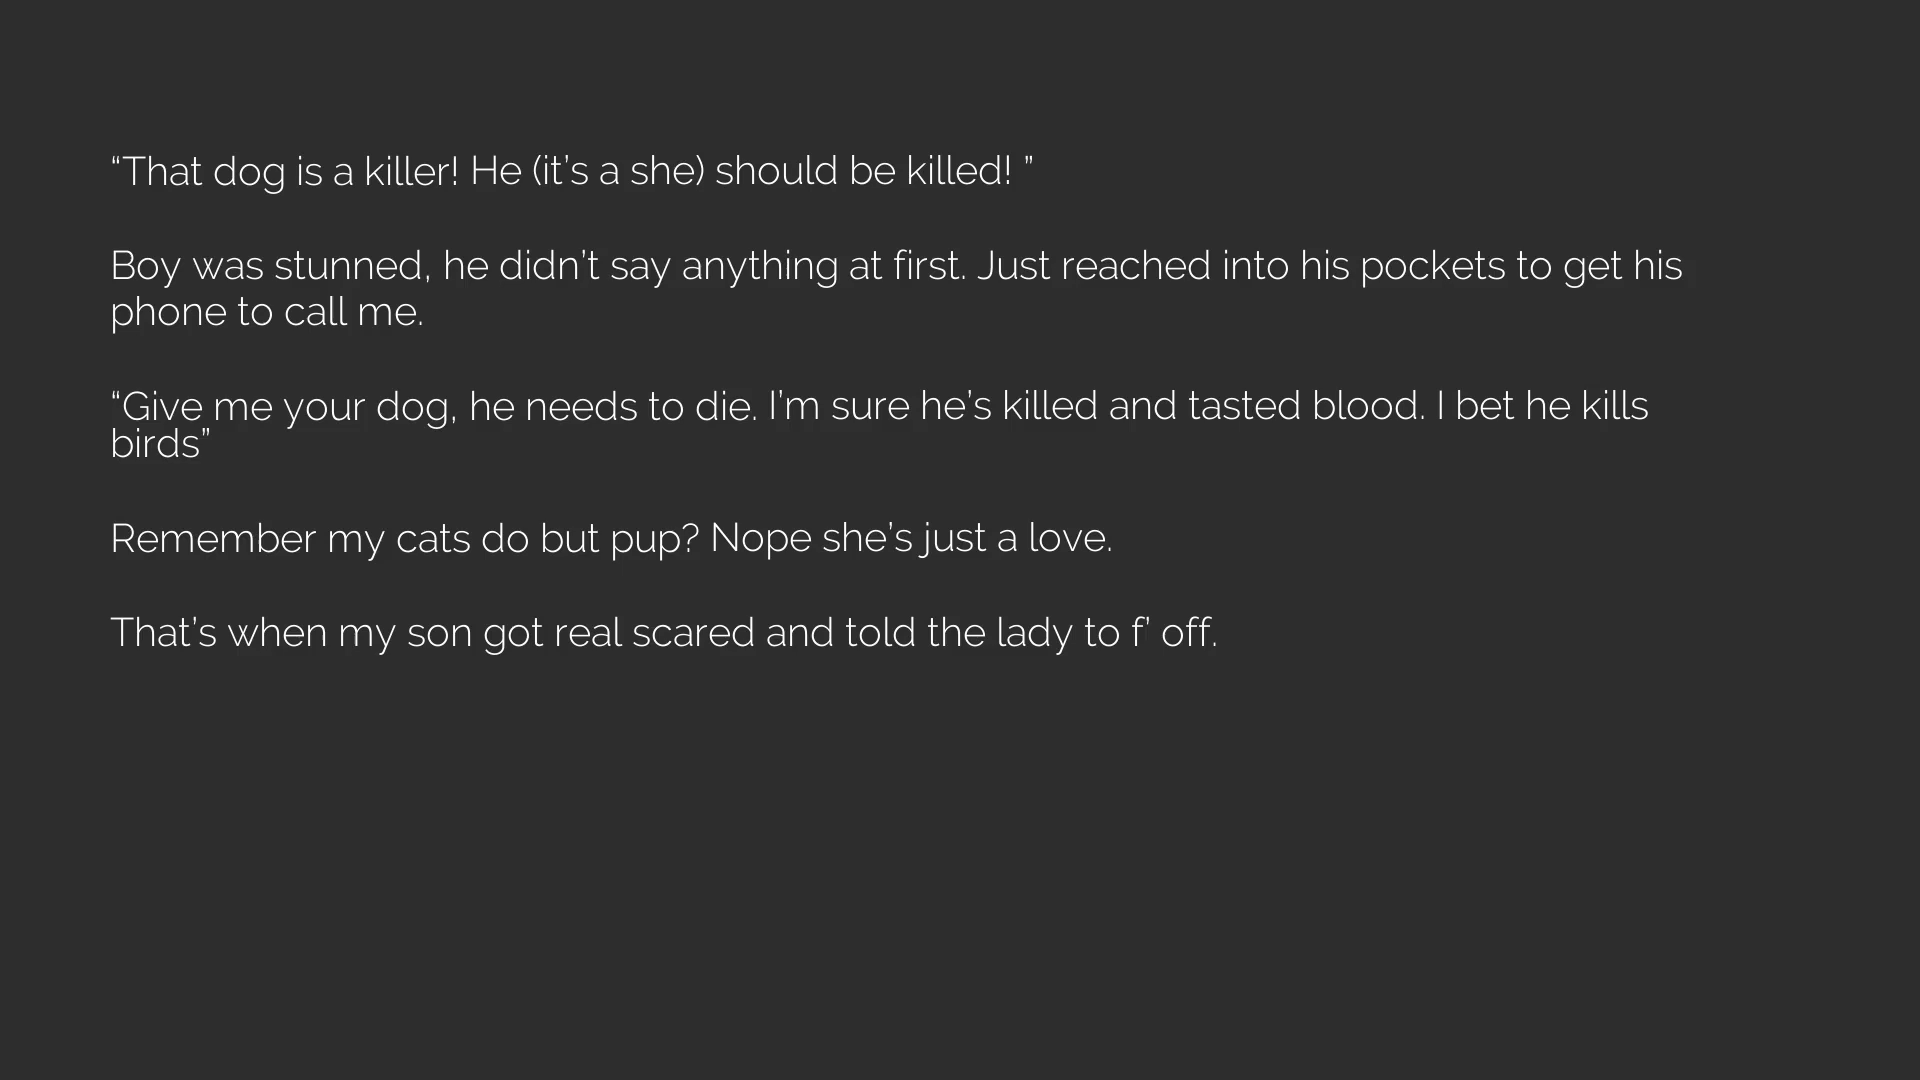 “That dog is a killer! He (it’s a she) should be killed! ”
Boy was stunned, he didn’t say anything at first. Just reached into his pockets to get his
phone to call me.
“Give me your dog, he needs to die. I’m sure he’s killed and tasted blood. I bet he kills
birds”
Remember my cats do but pup? Nope she’s just a love.
That’s when my son got real scared and told the lady to f’ off.